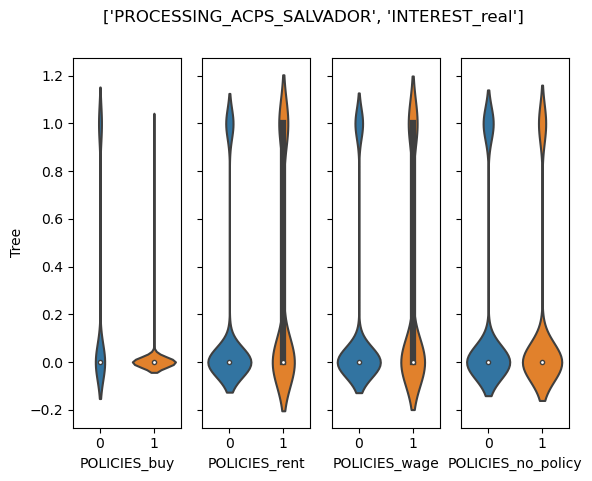 ['PROCESSING_ACPS_SALVADOR', 'INTEREST_real']
Tree
1.2
1.0
0.8
0.6
0.4
0.2
0.0
−0.2
0 1 0 1 0 1 0 1
POLICIES_buy POLICIES_rent POLICIES_wage POLICIES_no_policy